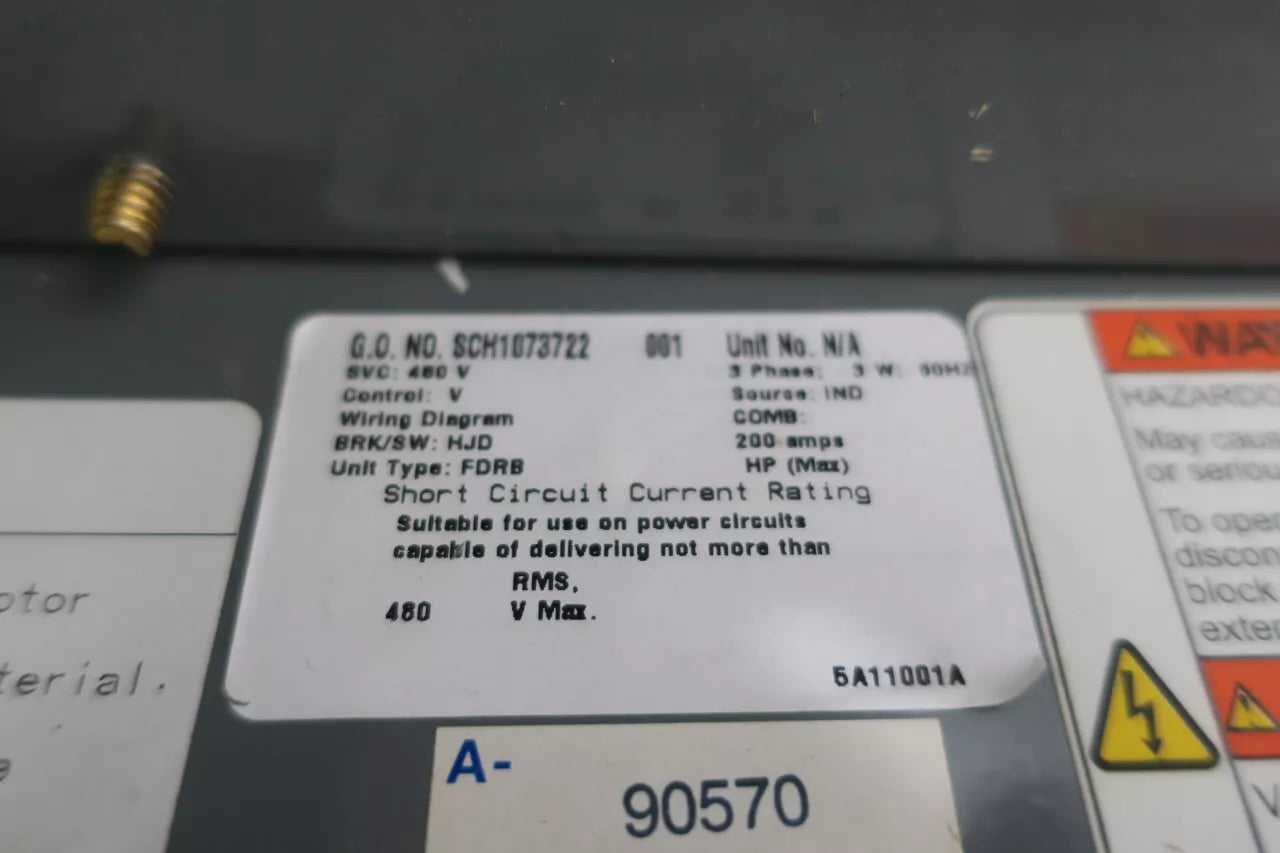 G.O. NO. SCH1073722 001 Unit No. N/A
SVC: 480 V 3 Phase; 3 W: 60HZ
Control: V Sourse: IND
Wiring Diagram COMB:
BRK/SW: HJD 200 amps
Unit Type: FDRB HP (Max)
Short Circuit Current Rating
Suitable for use on power circuits
capable of delivering not more than
RMS,
480 V Max.
5A11001A
A-
90570
otor
terial.
HAZARDO
May caus
or seriou
To ope
discon
block
exter